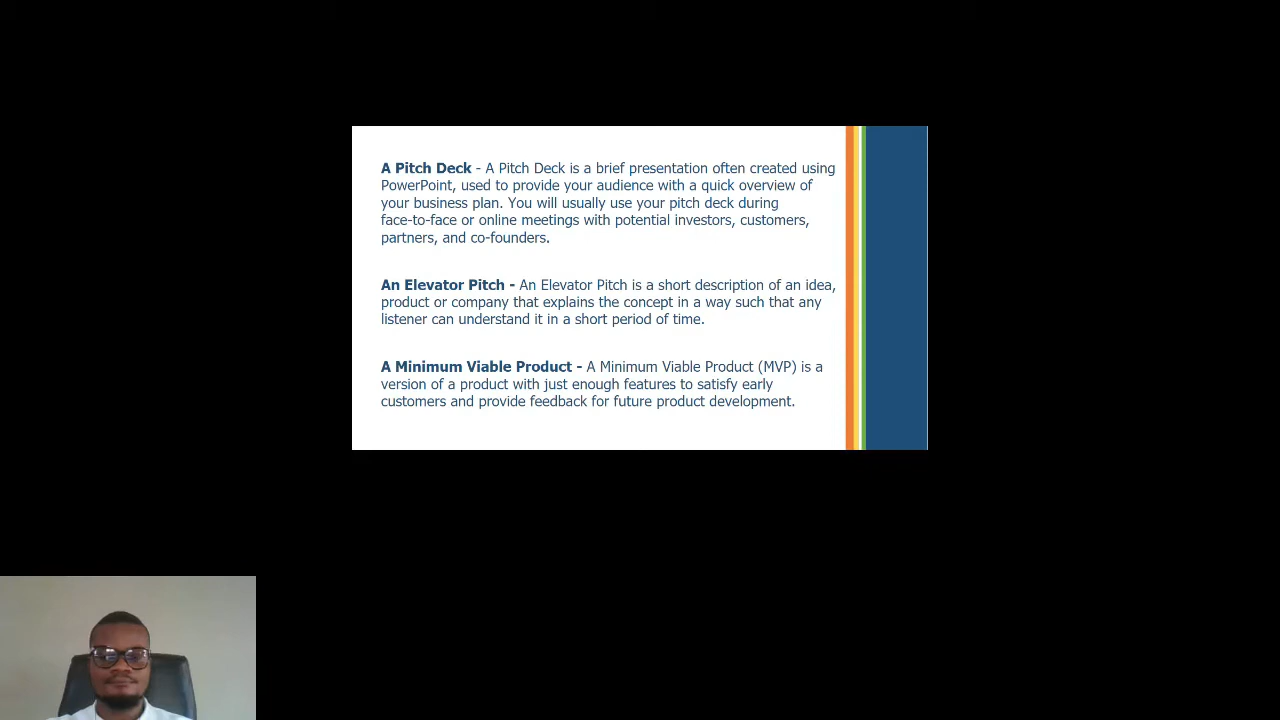 A Pitch Deck - A Pitch Deck is a brief presentation often created using
PowerPoint, used to provide your audience with a quick overview of
your business plan. You will usually use your pitch deck during
face-to-face or online meetings with potential investors, customers,
partners, and co-founders.
An Elevator Pitch - An Elevator Pitch is a short description of an idea,
product or company that explains the concept in a way such that any
listener can understand it in a short period of time.
A Minimum Viable Product - A Minimum Viable Product (MVP) is a
version of a product with just enough features to satisfy early
customers and provide feedback for future product development.